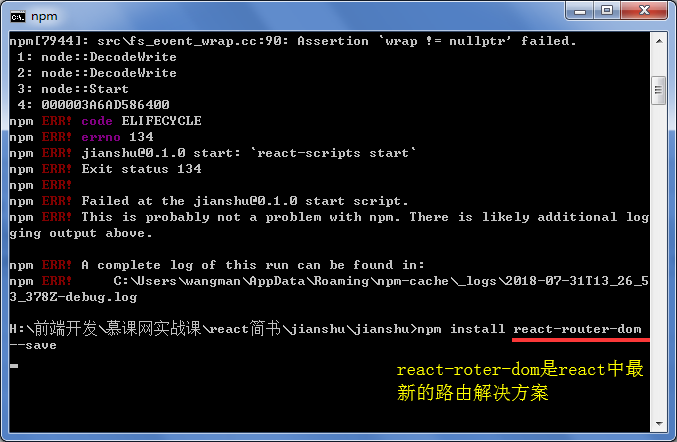 npm
npm[7944]: src\fs_event_wrap.cc:90: Assertion `wrap != nullptr' failed.
1: node::DecodeWrite
2: node::DecodeWrite
3: node::Start
4: 000003A6AD586400
npm ERR! code ELIFECYCLE
npm ERR! errno 134
npm ERR! jianshu@0.1.0 start: `react-scripts start`
npm ERR! Exit status 134
npm ERR!
npm ERR! Failed at the jianshu@0.1.0 start script.
npm ERR! This is probably not a problem with npm. There is likely additional log
ging output above.
npm ERR! A complete log of this run can be found in:
npm ERR!     C:\Users\wangman\AppData\Roaming\npm-cache\_logs\2018-07-31T13_26_5
3_378Z-debug.log
H:\前端开发\慕课网实战课\react简书\jianshu\jianshu>npm install react-router-dom
--save
react-roter-dom是react中最
新的路由解决方案